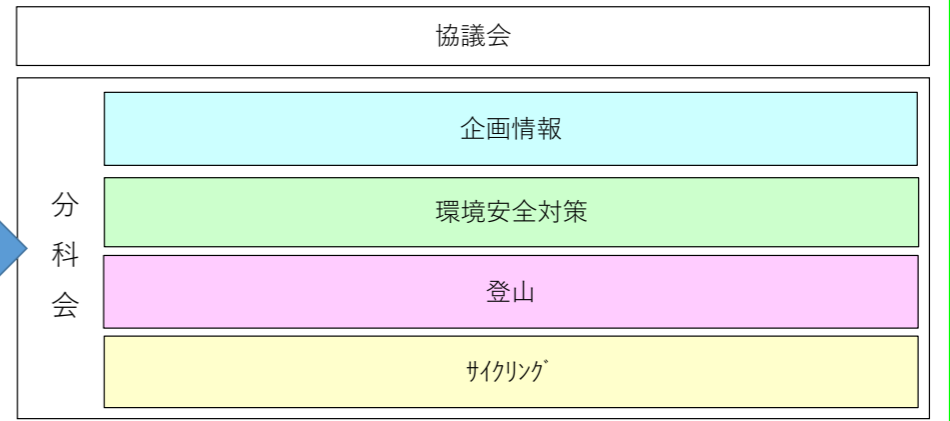 協議会
分科会
企画情報
環境安全対策
登山
ｻｲｸﾘﾝｸﾞ